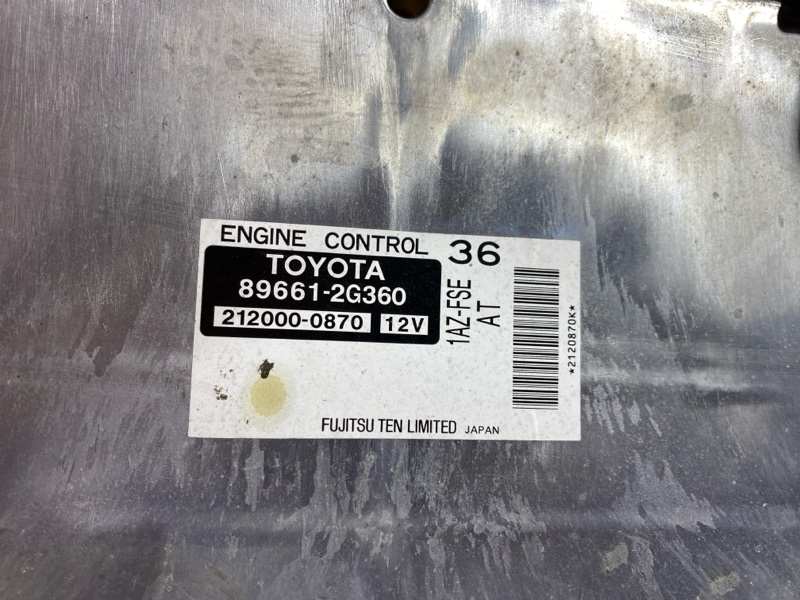 ENGINE CONTROL 36
TOYOTA
89661-2G360
212000-0870 12V
1AZ-FSE
AT
*2120870K*
FUJITSU TEN LIMITED JAPAN